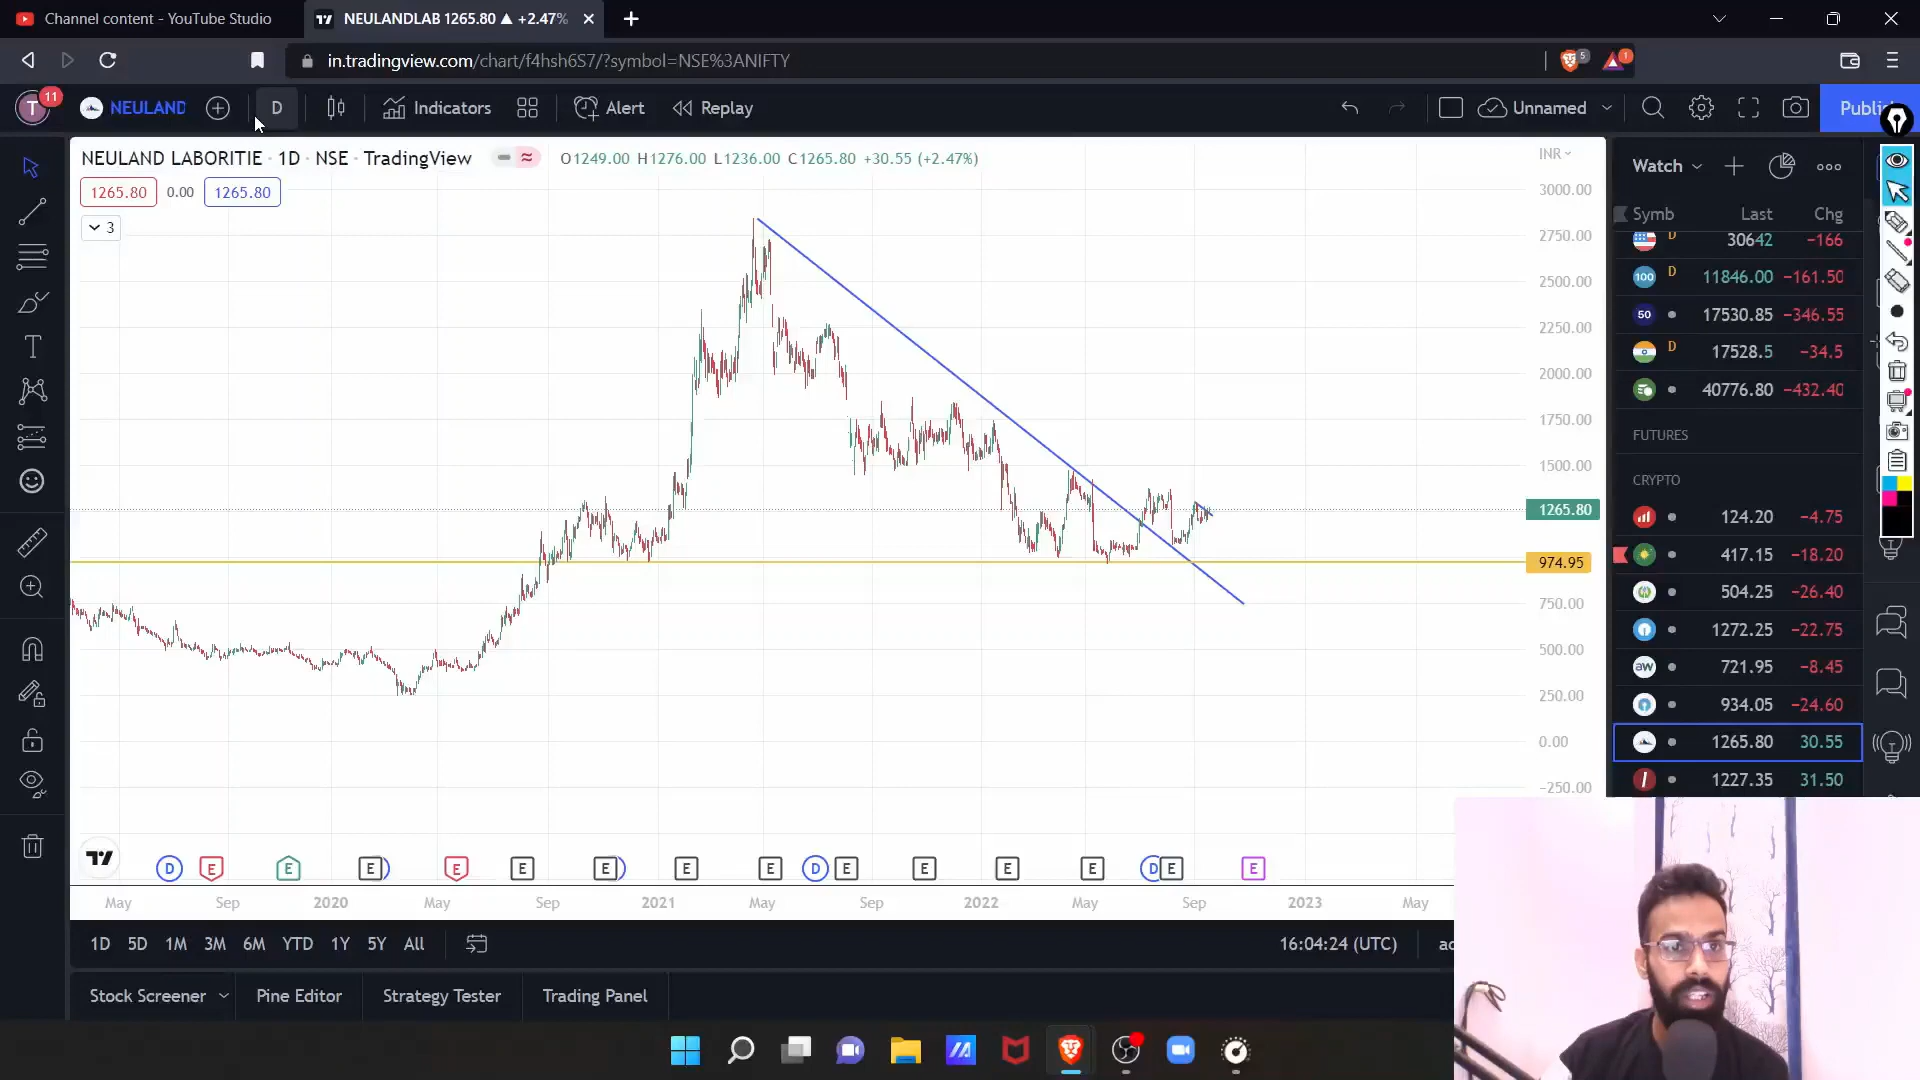 Channel content - YouTube Studio
NEULANDLAB 1265.80 ▲ +2.47%
in.tradingview.com/chart/f4hsh6S7/?symbol=NSE%3ANIFTY
5
1
T
11
NEULAND
D
Indicators
Alert
Replay
Unnamed
Publi
NEULAND LABORITIE · 1D · NSE · TradingView
O1249.00 H1276.00 L1236.00 C1265.80 +30.55 (+2.47%)
1265.80
0.00
1265.80
3
INR
3000.00
2750.00
2500.00
2250.00
2000.00
1750.00
1500.00
1265.80
974.95
750.00
500.00
250.00
0.00
−250.00
Watch
Symb Last Chg
D 30642 −166
100 D 11846.00 −161.50
50 17530.85 −346.55
D 17528.5 −34.5
40776.80 −432.40
FUTURES
CRYPTO
124.20 −4.75
417.15 −18.20
504.25 −26.40
1272.25 −22.75
aw 721.95 −8.45
934.05 −24.60
1265.80 30.55
1227.35 31.50
D E E E E E E E E D E E E E D E E
May Sep 2020 May Sep 2021 May Sep 2022 May Sep 2023 May
1D 5D 1M 3M 6M YTD 1Y 5Y All
16:04:24 (UTC)
Stock Screener Pine Editor Strategy Tester Trading Panel